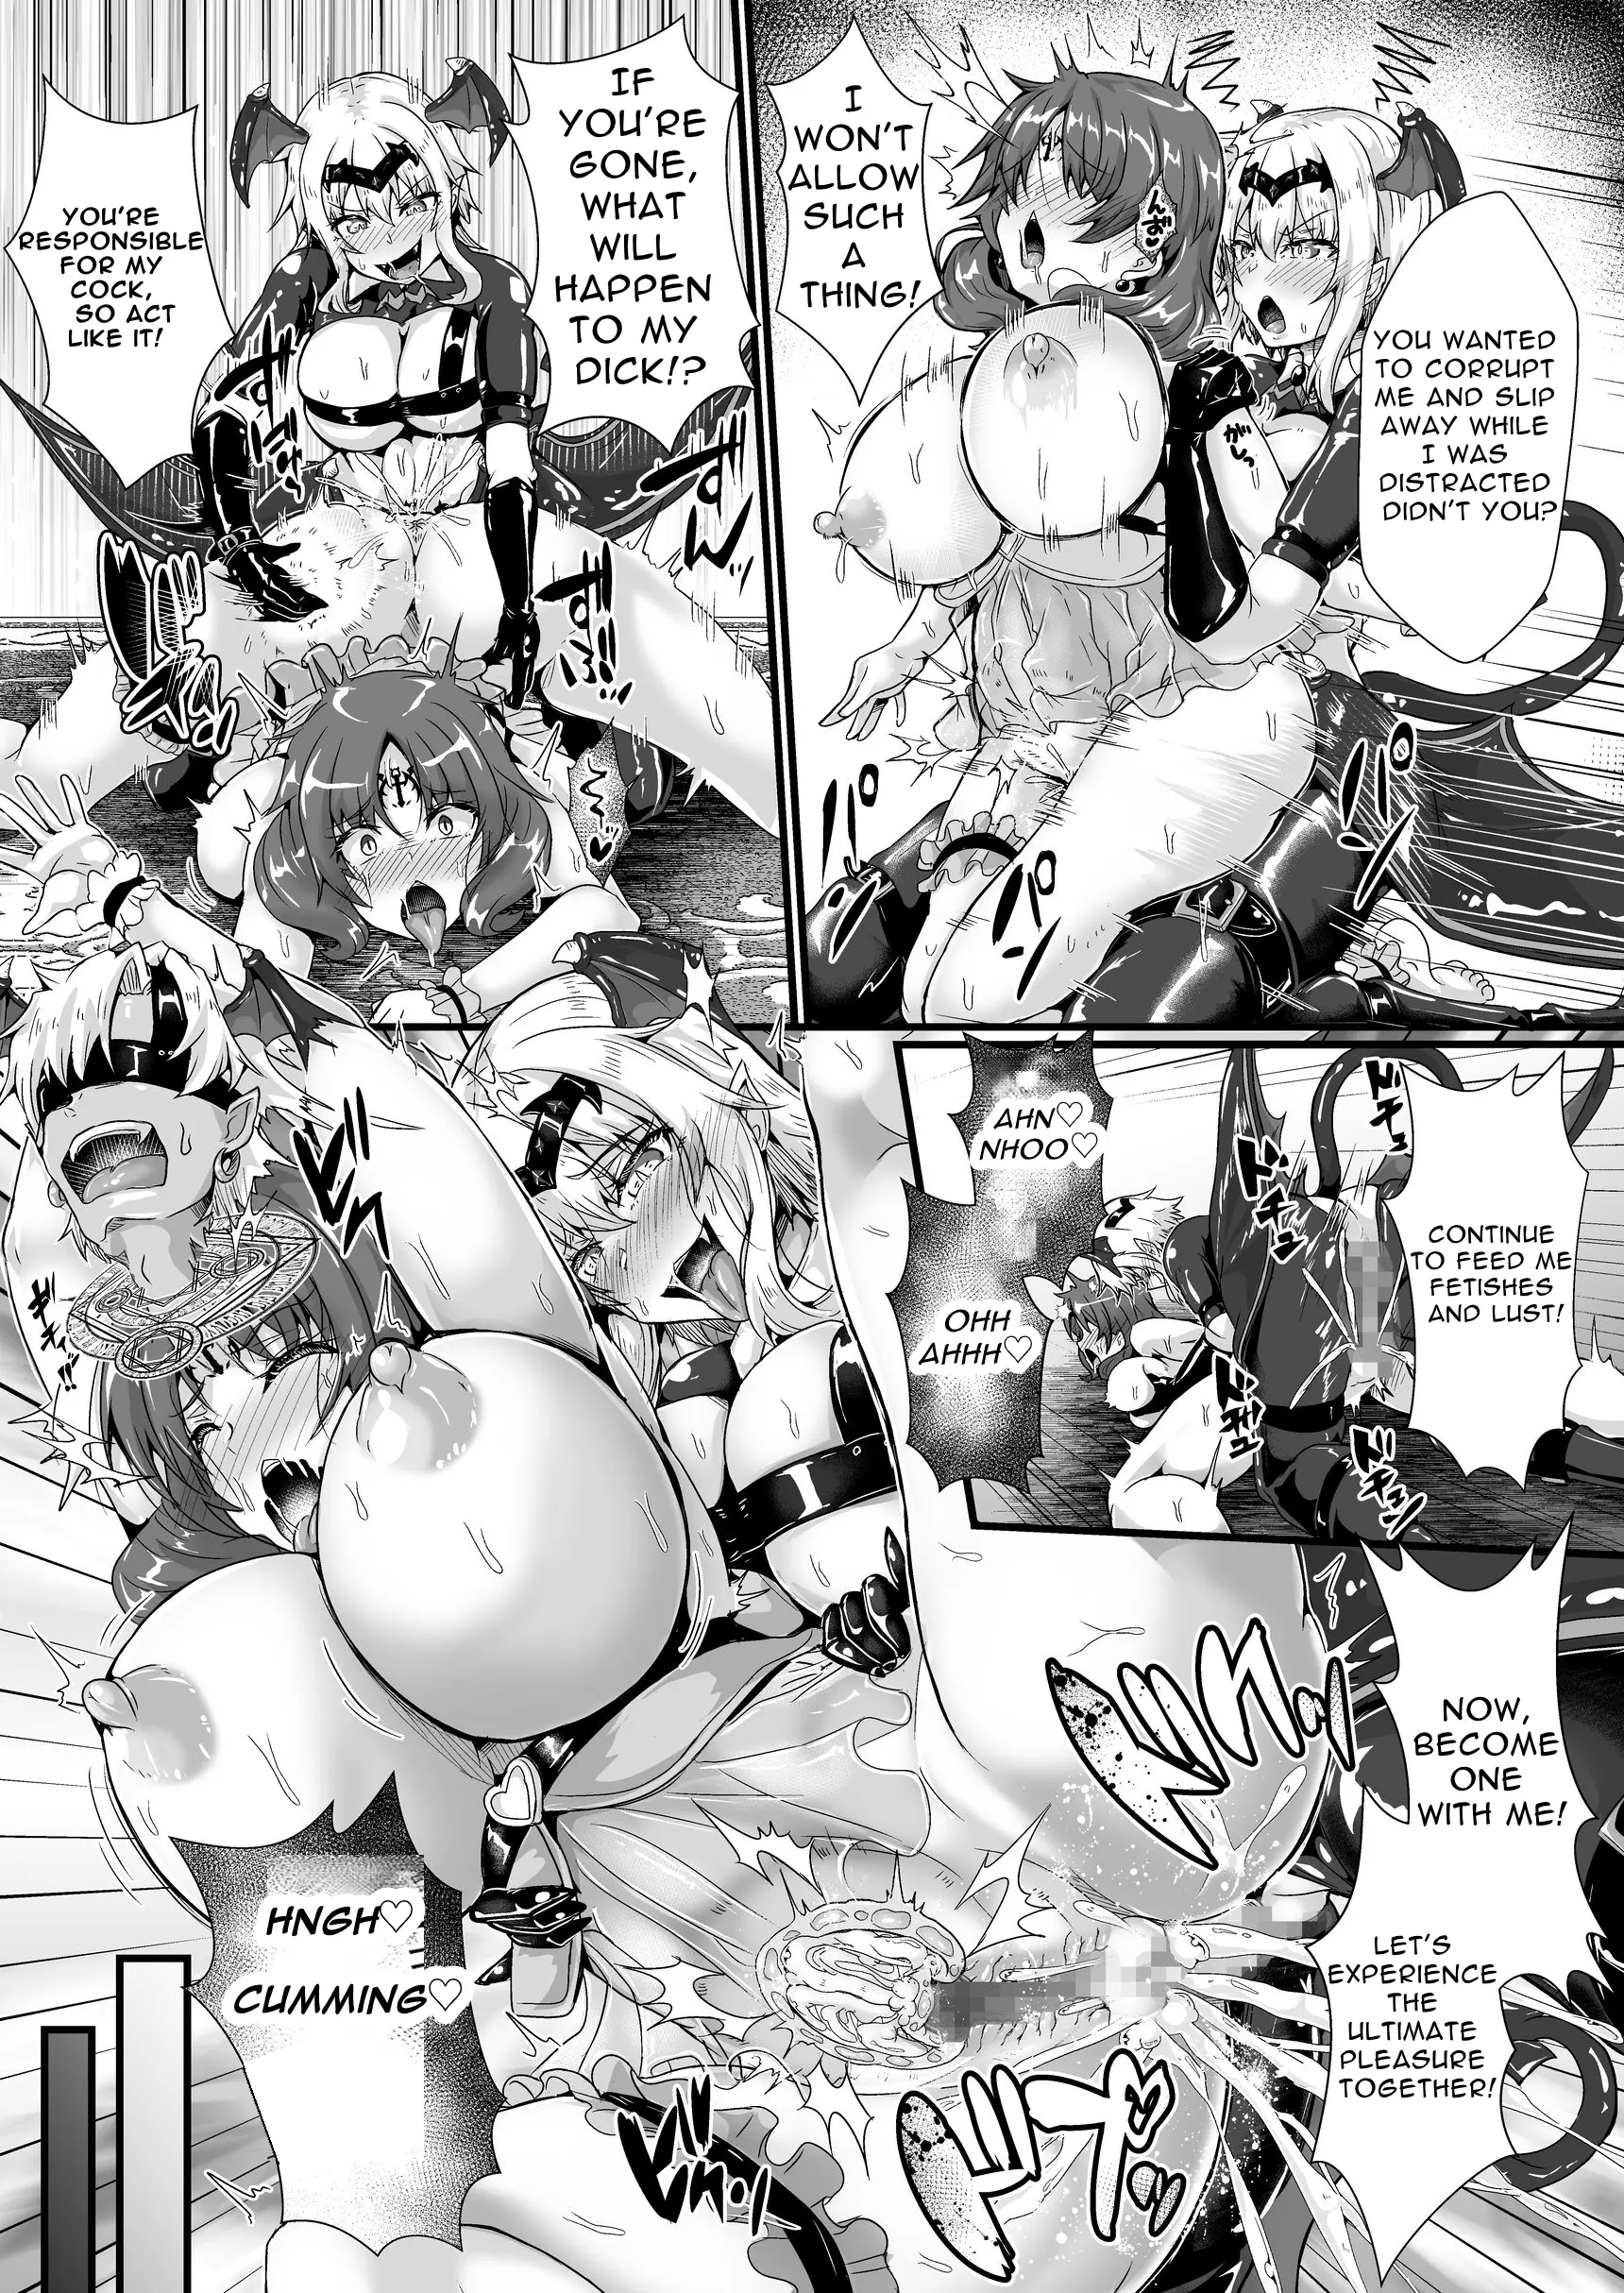 I
WON'T
ALLOW
SUCH
A
THING!
YOU WANTED
TO CORRUPT
ME AND SLIP
AWAY WHILE
I WAS
DISTRACTED
DIDN'T YOU?
IF
YOU'RE
GONE,
WHAT
WILL
HAPPEN
TO MY
DICK!?
YOU'RE
RESPONSIBLE
FOR MY
COCK,
SO ACT
LIKE IT!
CONTINUE
TO FEED ME
FETISHES
AND LUST!
AHN♡
NHOO♡
OHH
AHHH♡
NOW,
BECOME
ONE
WITH ME!
LET'S
EXPERIENCE
THE
ULTIMATE
PLEASURE
TOGETHER!
HNGH♡
CUMMING♡